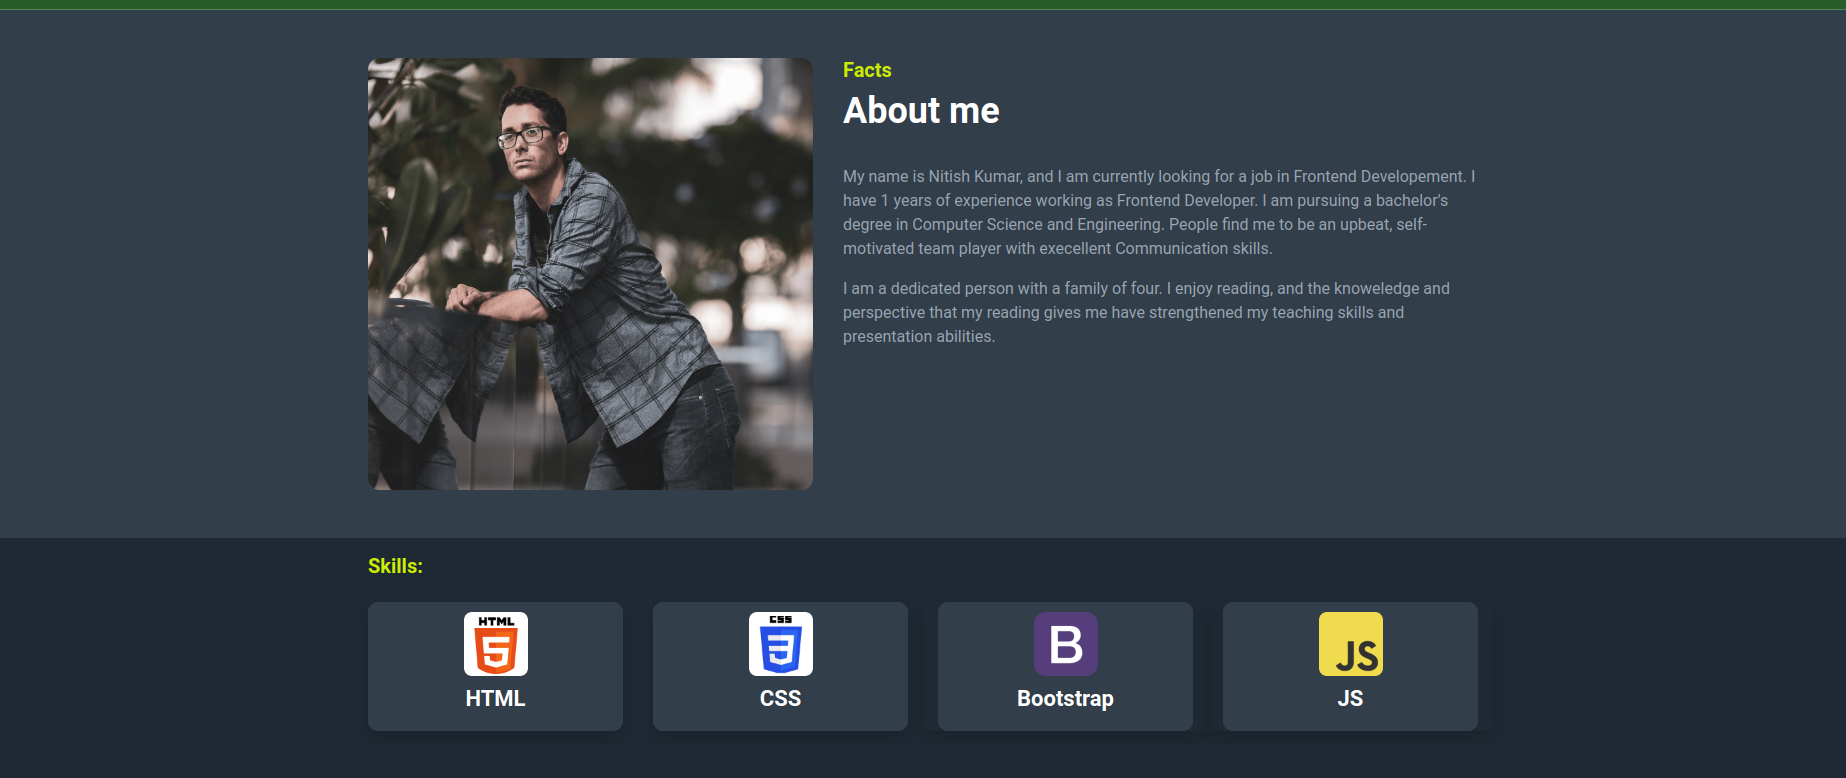 Facts
About me
My name is Nitish Kumar, and I am currently looking for a job in Frontend Developement. I
have 1 years of experience working as Frontend Developer. I am pursuing a bachelor's
degree in Computer Science and Engineering. People find me to be an upbeat, self-
motivated team player with execellent Communication skills.
I am a dedicated person with a family of four. I enjoy reading, and the knoweledge and
perspective that my reading gives me have strengthened my teaching skills and
presentation abilities.
Skills:
HTML
5
HTML
CSS
3
CSS
B
Bootstrap
JS
JS